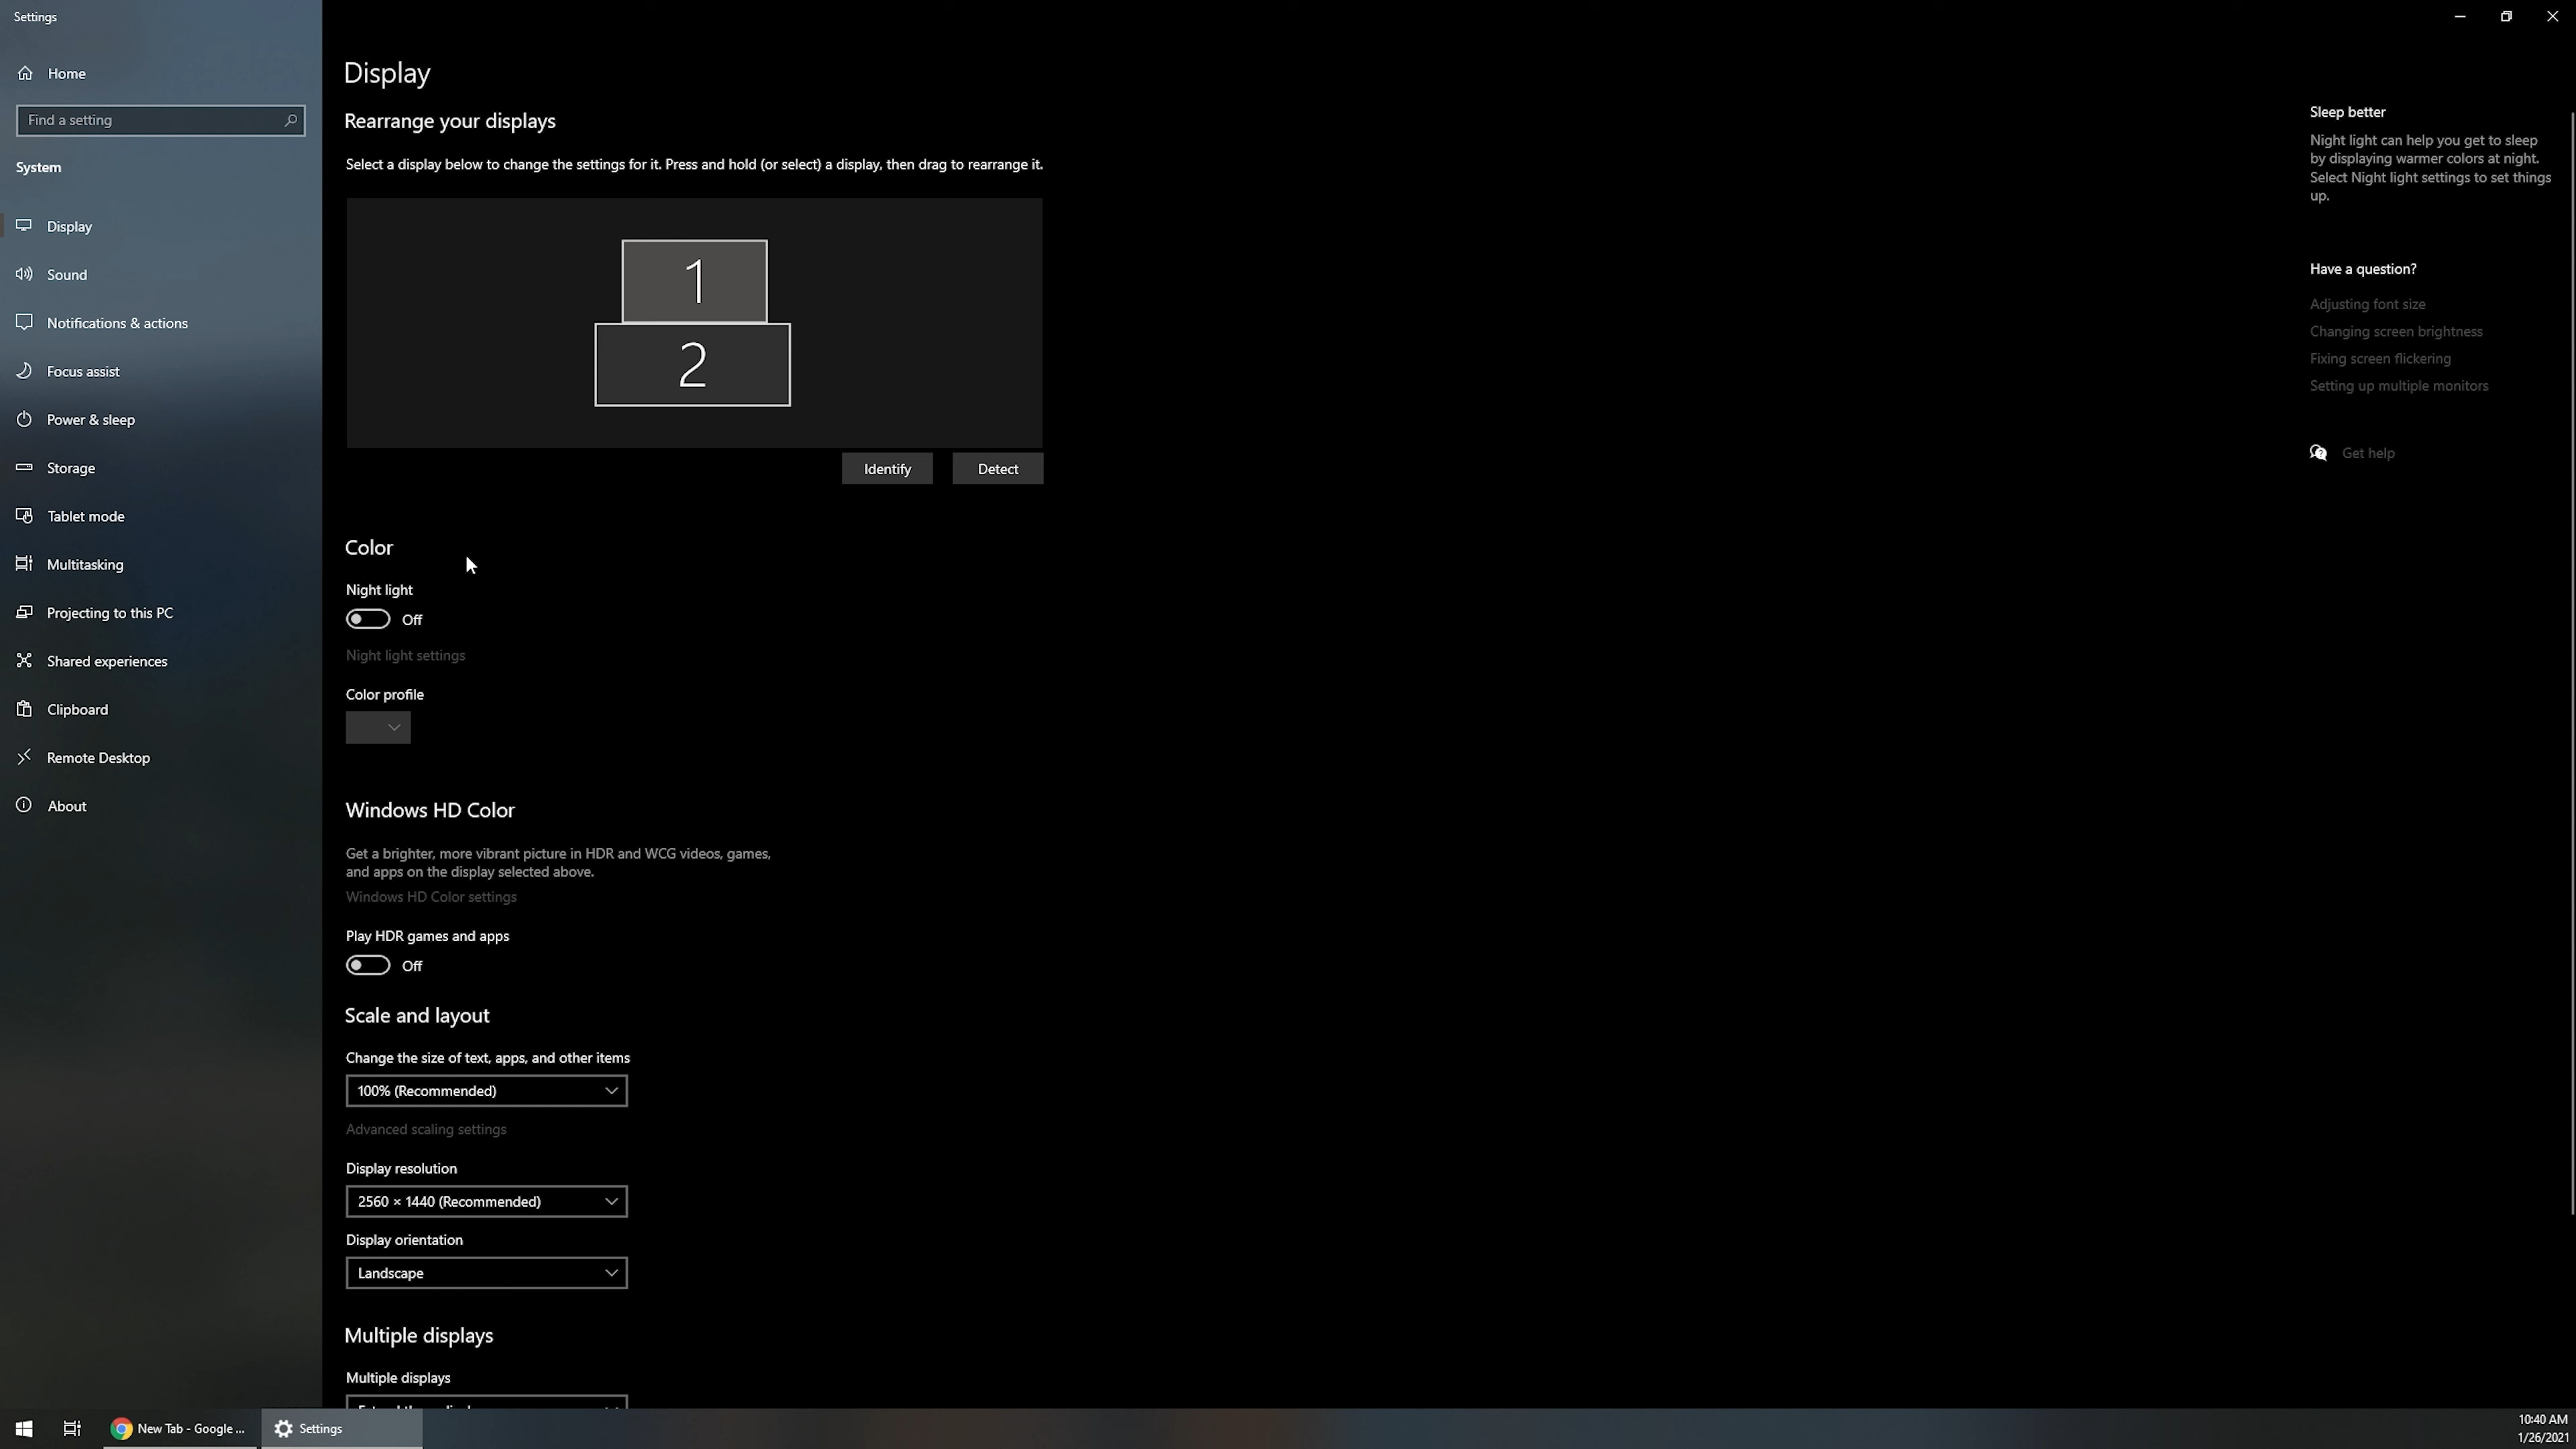 Settings
Home
Find a setting
System
Display
Sound
Notifications & actions
Focus assist
Power & sleep
Storage
Tablet mode
Multitasking
Projecting to this PC
Shared experiences
Clipboard
Remote Desktop
About
Display
Rearrange your displays
Select a display below to change the settings for it. Press and hold (or select) a display, then drag to rearrange it.
1
2
Identify
Detect
Color
Night light
Off
Night light settings
Color profile
Windows HD Color
Get a brighter, more vibrant picture in HDR and WCG videos, games,
and apps on the display selected above.
Windows HD Color settings
Play HDR games and apps
Off
Scale and layout
Change the size of text, apps, and other items
100% (Recommended)
Advanced scaling settings
Display resolution
2560 × 1440 (Recommended)
Display orientation
Landscape
Multiple displays
Multiple displays
Sleep better
Night light can help you get to sleep
by displaying warmer colors at night.
Select Night light settings to set things
up.
Have a question?
Adjusting font size
Changing screen brightness
Fixing screen flickering
Setting up multiple monitors
Get help
New Tab - Google ...
Settings
10:40 AM
1/26/2021